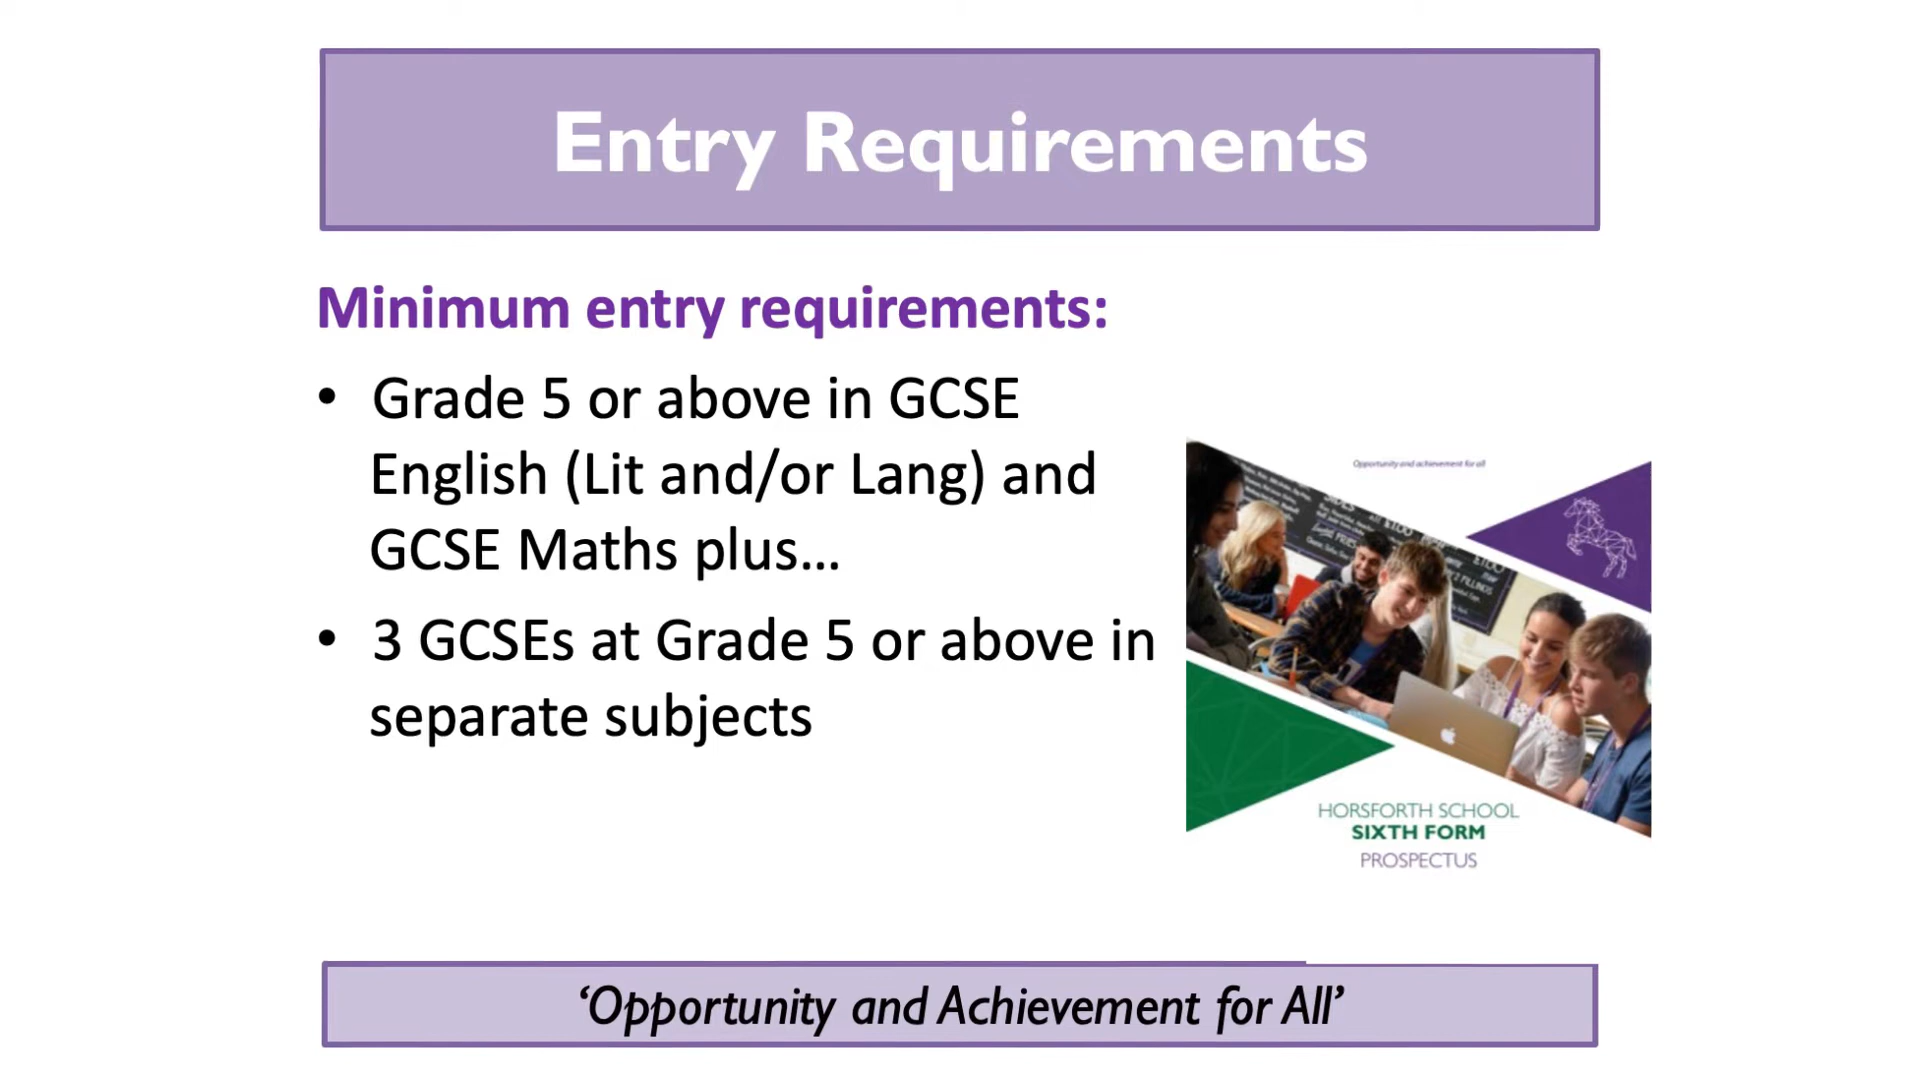 Entry Requirements
Minimum entry requirements:
• Grade 5 or above in GCSE
English (Lit and/or Lang) and
GCSE Maths plus...
• 3 GCSEs at Grade 5 or above in
separate subjects
Opportunity and achievement for all
HORSFORTH SCHOOL
SIXTH FORM
PROSPECTUS
‘Opportunity and Achievement for All’